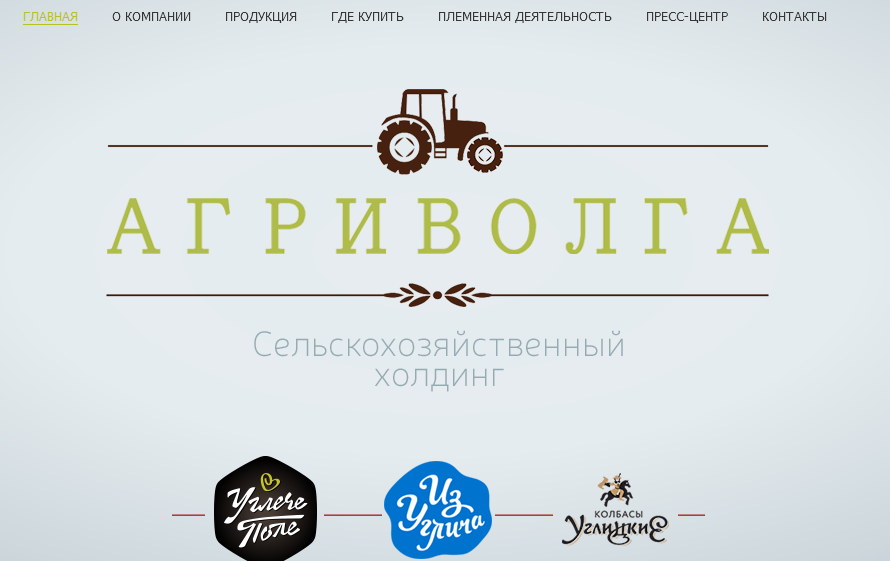 ГЛАВНАЯ О КОМПАНИИ ПРОДУКЦИЯ ГДЕ КУПИТЬ ПЛЕМЕННАЯ ДЕЯТЕЛЬНОСТЬ ПРЕСС-ЦЕНТР КОНТАКТЫ
АГРИВОЛГА
Сельскохозяйственный
холдинг
Углече
Поле
Из
Углича
КОЛБАСЫ
УГЛИЦКИЕ